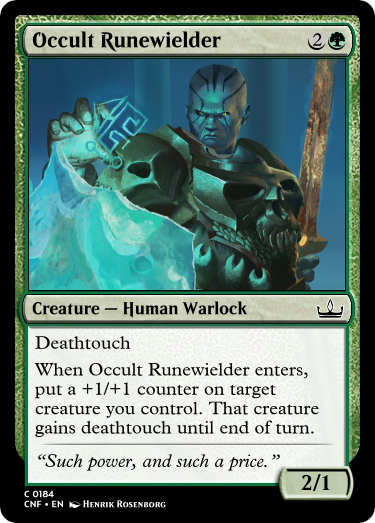 Occult Runewielder 2
Creature — Human Warlock
Deathtouch
When Occult Runewielder enters,
put a +1/+1 counter on target
creature you control. That creature
gains deathtouch until end of turn.
“Such power, and such a price.”
2/1
C 0184
CNF • EN Henrik Rosenborg